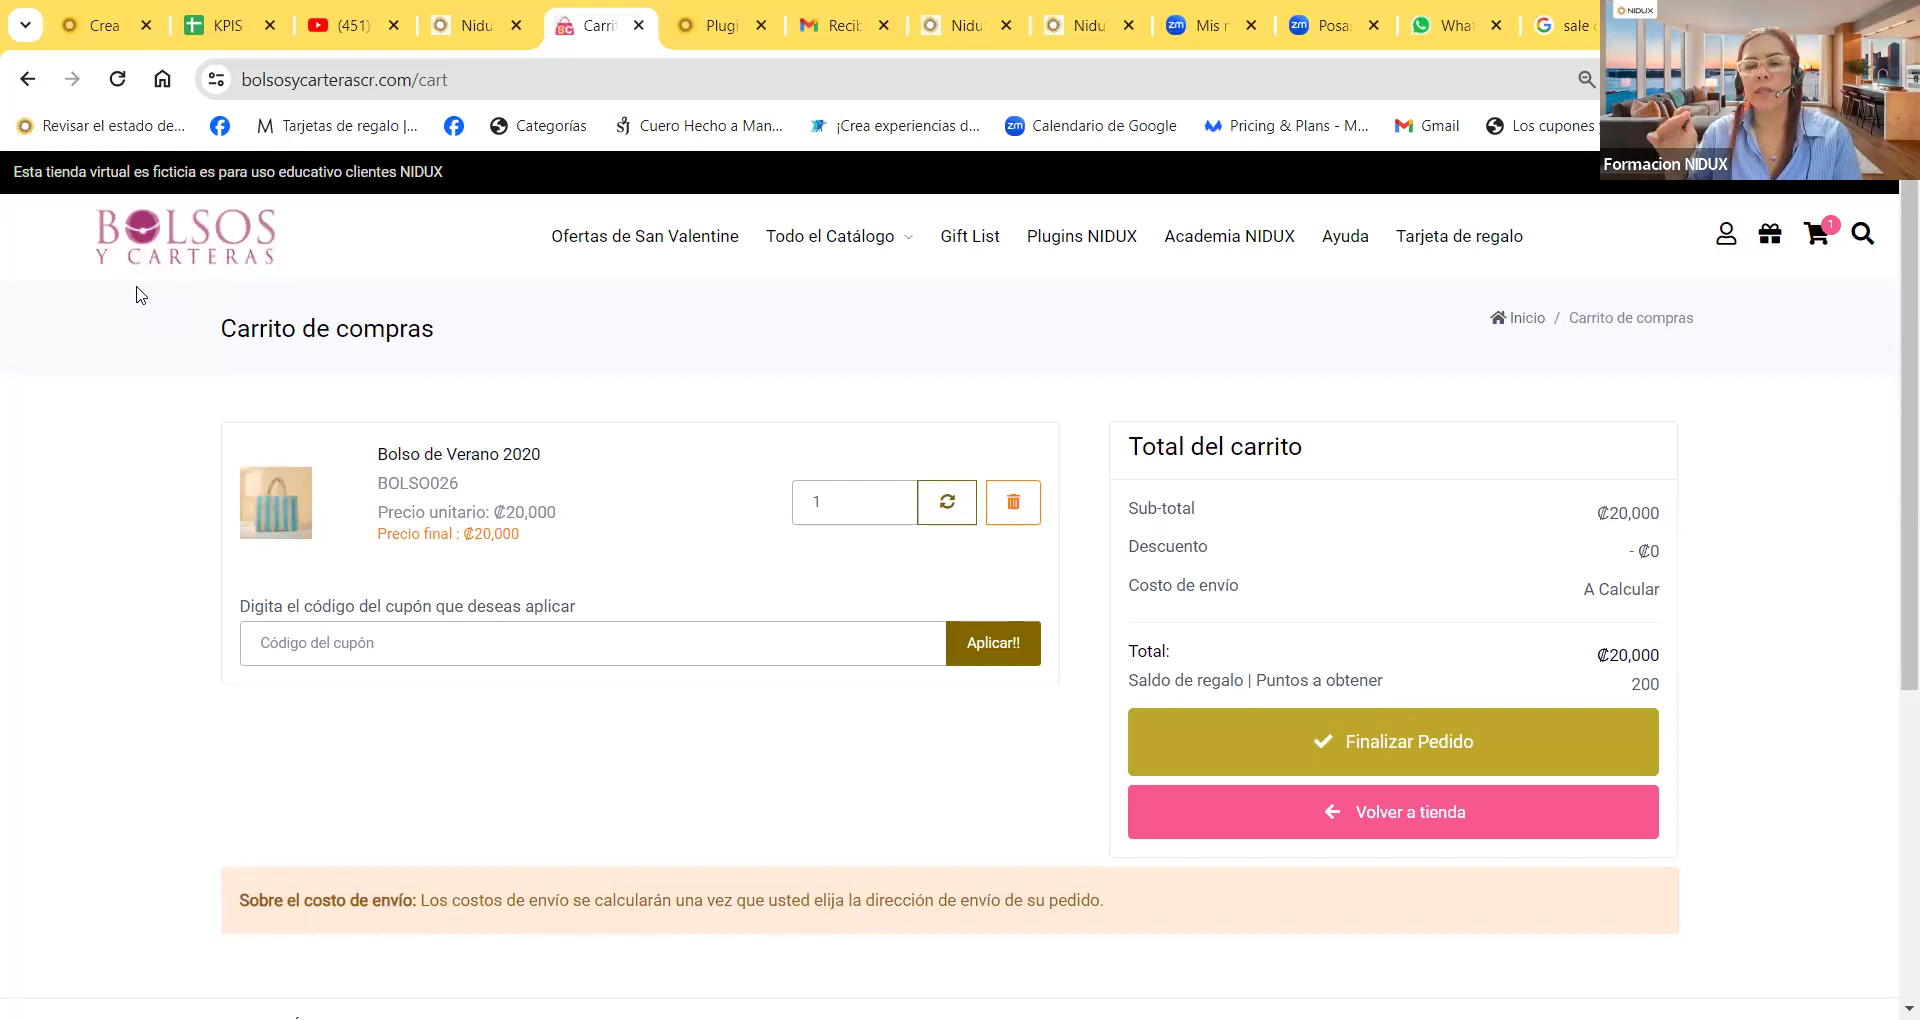 Crea
KPIS
(451)
Nidu
Carri
Plugi
Recib
Nidu
Nidu
zm Mis r
zm Posa
What
sale
NIDUX
bolsosycarterascr.com/cart
Revisar el estado de...
M Tarjetas de regalo |...
Categorías
Cuero Hecho a Man...
¡Crea experiencias d...
zm Calendario de Google
Pricing & Plans - M...
Gmail
Los cupones
Formacion NIDUX
Esta tienda virtual es ficticia es para uso educativo clientes NIDUX
BOLSOS
Y CARTERAS
Ofertas de San Valentine
Todo el Catálogo
Gift List
Plugins NIDUX
Academia NIDUX
Ayuda
Tarjeta de regalo
1
Carrito de compras
Inicio / Carrito de compras
Bolso de Verano 2020
BOLSO026
Precio unitario: ₡20,000
Precio final : ₡20,000
1
Digita el código del cupón que deseas aplicar
Código del cupón
Aplicar!!
Total del carrito
Sub-total ₡20,000
Descuento - ₡0
Costo de envío A Calcular
Total: ₡20,000
Saldo de regalo | Puntos a obtener 200
Finalizar Pedido
Volver a tienda
Sobre el costo de envío: Los costos de envío se calcularán una vez que usted elija la dirección de envío de su pedido.